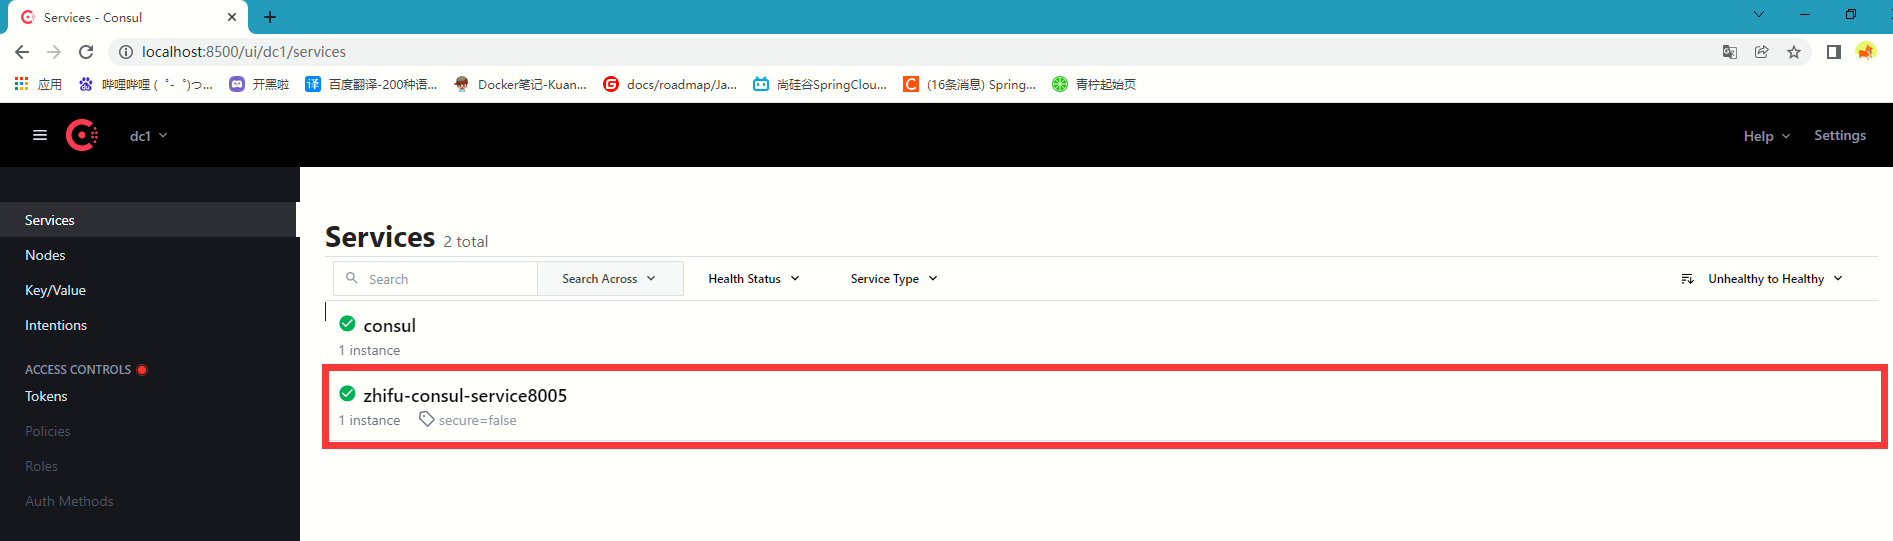 Services - Consul
localhost:8500/ui/dc1/services
应用 哔哩哔哩 (゜-゜)つ... 开黑啦 译 百度翻译-200种语... Docker笔记-Kuan... docs/roadmap/Ja... 尚硅谷SpringClou... (16条消息) Spring... 青柠起始页
dc1 Help Settings
Services
Nodes
Key/Value
Intentions
ACCESS CONTROLS
Tokens
Policies
Roles
Auth Methods
Services 2 total
Search Search Across Health Status Service Type Unhealthy to Healthy
consul
1 instance
zhifu-consul-service8005
1 instance secure=false